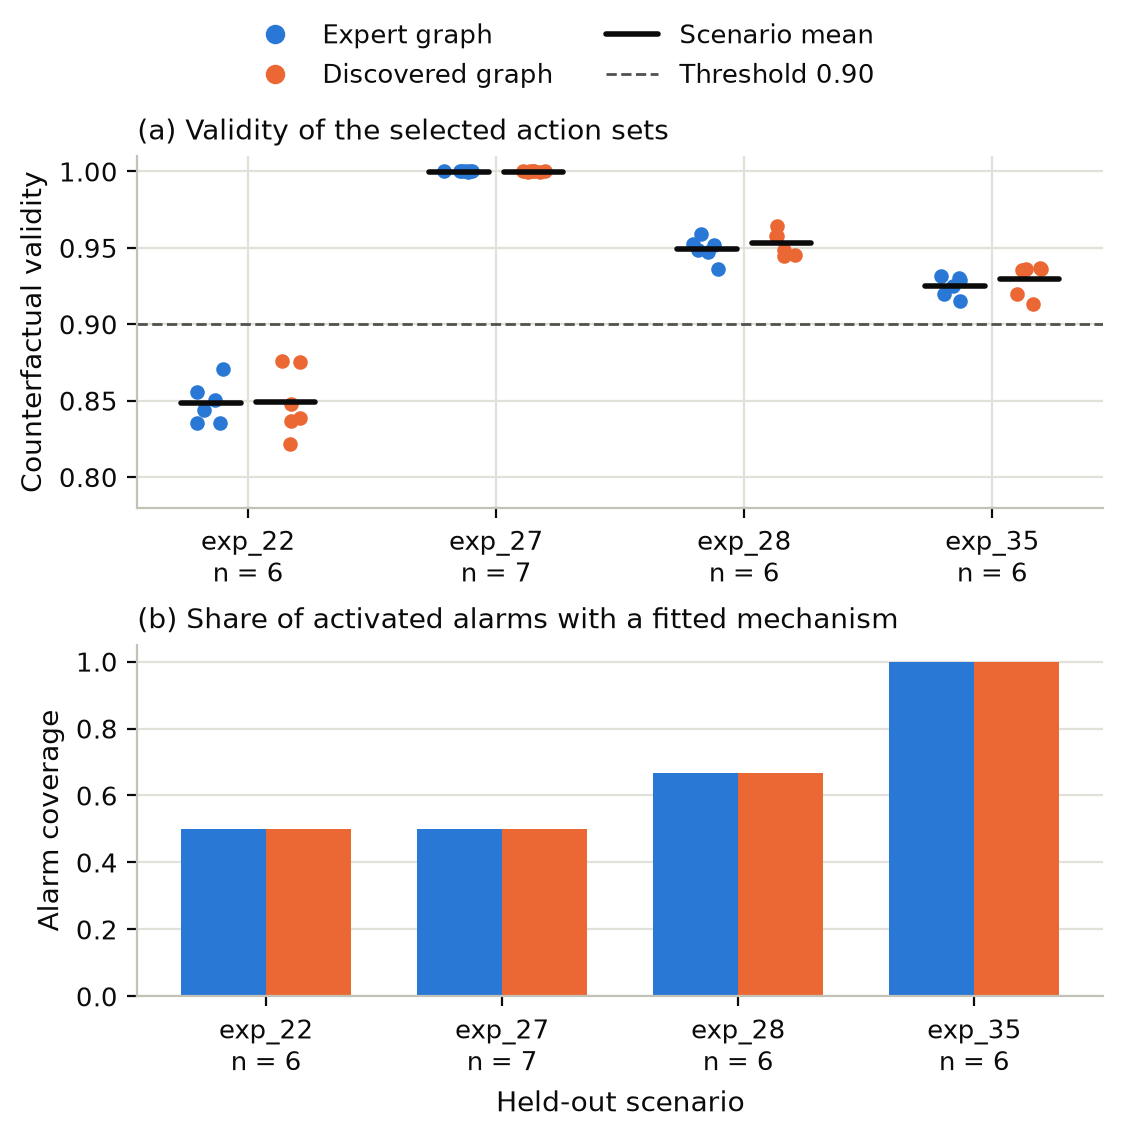 Expert graph
Discovered graph
Scenario mean
Threshold 0.90
(a) Validity of the selected action sets
Counterfactual validity
1.00
0.95
0.90
0.85
0.80
exp_22
n = 6
exp_27
n = 7
exp_28
n = 6
exp_35
n = 6
(b) Share of activated alarms with a fitted mechanism
Alarm coverage
1.0
0.8
0.6
0.4
0.2
0.0
exp_22
n = 6
exp_27
n = 7
exp_28
n = 6
exp_35
n = 6
Held-out scenario